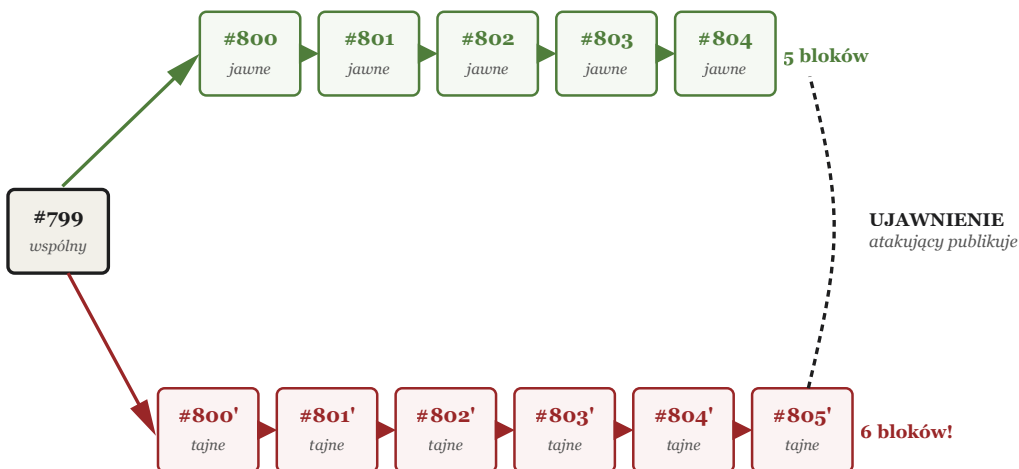 #800
jawne
#801
jawne
#802
jawne
#803
jawne
#804
jawne
5 bloków
#799
wspólny
UJAWNIENIE
atakujący publikuje
#800'
tajne
#801'
tajne
#802'
tajne
#803'
tajne
#804'
tajne
#805'
tajne
6 bloków!